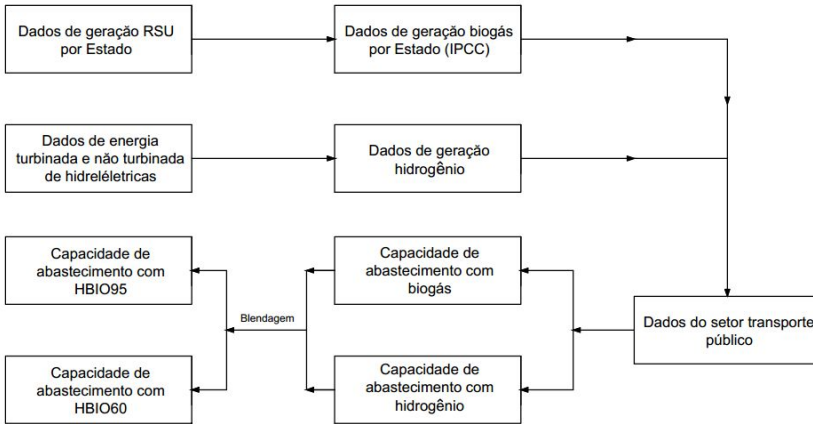 Dados de geração RSU
por Estado
Dados de geração biogás
por Estado (IPCC)
Dados de energia
turbinada e não turbinada
de hidreléletricas
Dados de geração
hidrogênio
Capacidade de
abastecimento com
HBIO95
Capacidade de
abastecimento com
biogás
Blendagem
Dados do setor transporte
público
Capacidade de
abastecimento com
HBIO60
Capacidade de
abastecimento com
hidrogênio